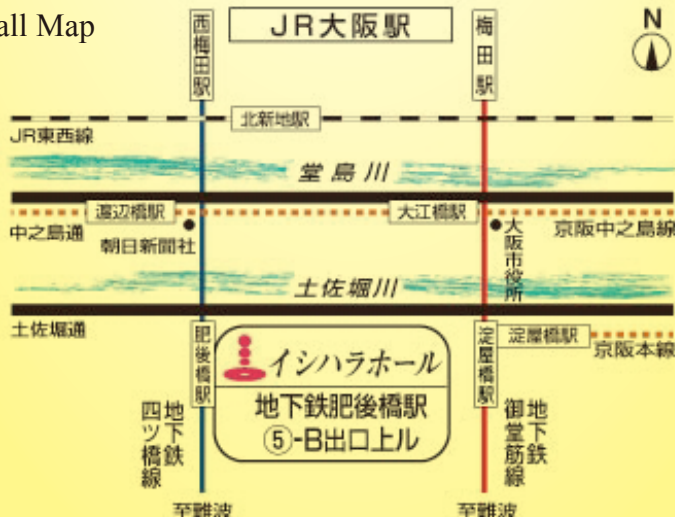 all Map
西梅田駅
JR大阪駅
梅田駅
N
北新地駅
JR東西線
堂島川
渡辺橋駅
大江橋駅
中之島通
朝日新聞社
大阪市役所
京阪中之島線
土佐堀川
土佐堀通
肥後橋駅
イシハラホール
地下鉄肥後橋駅
⑤-B出口上ル
淀屋橋駅
淀屋橋駅
京阪本線
地下鉄
四ツ橋線
地下鉄
御堂筋線
至難波
至難波